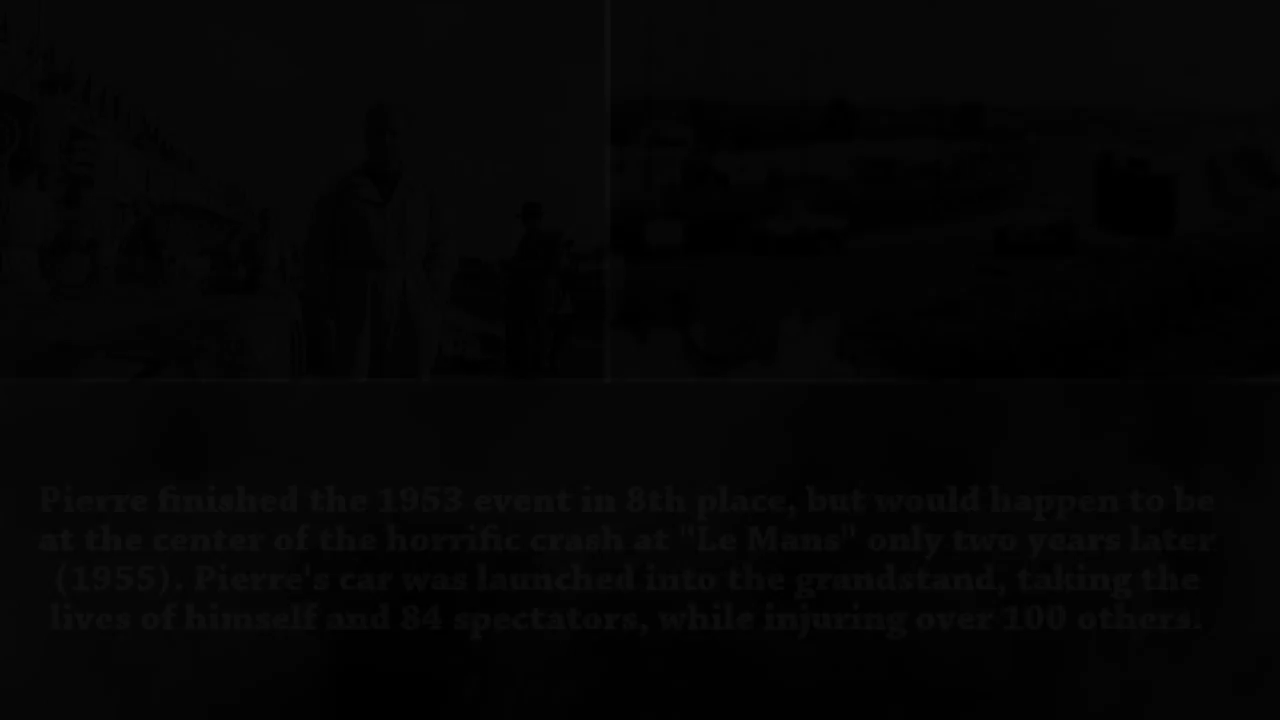 Pierre finished the 1953 event in 8th place, but would happen to be
at the center of the horrific crash at "Le Mans" only two years later
(1955). Pierre's car was launched into the grandstand, taking the
lives of himself and 84 spectators, while injuring over 100 others.